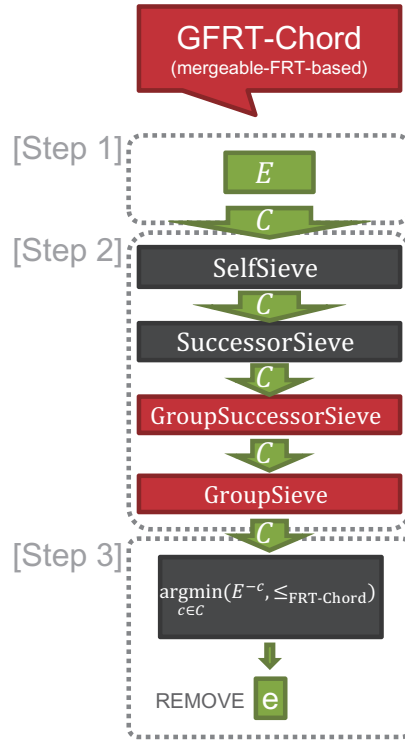 GFRT-Chord
(mergeable-FRT-based)
[Step 1]
E
C
[Step 2]
SelfSieve
C
SuccessorSieve
C
GroupSuccessorSieve
C
GroupSieve
C
[Step 3]
argmin(E⁻ᶜ, ≤FRT-Chord)
c∈C
REMOVE e